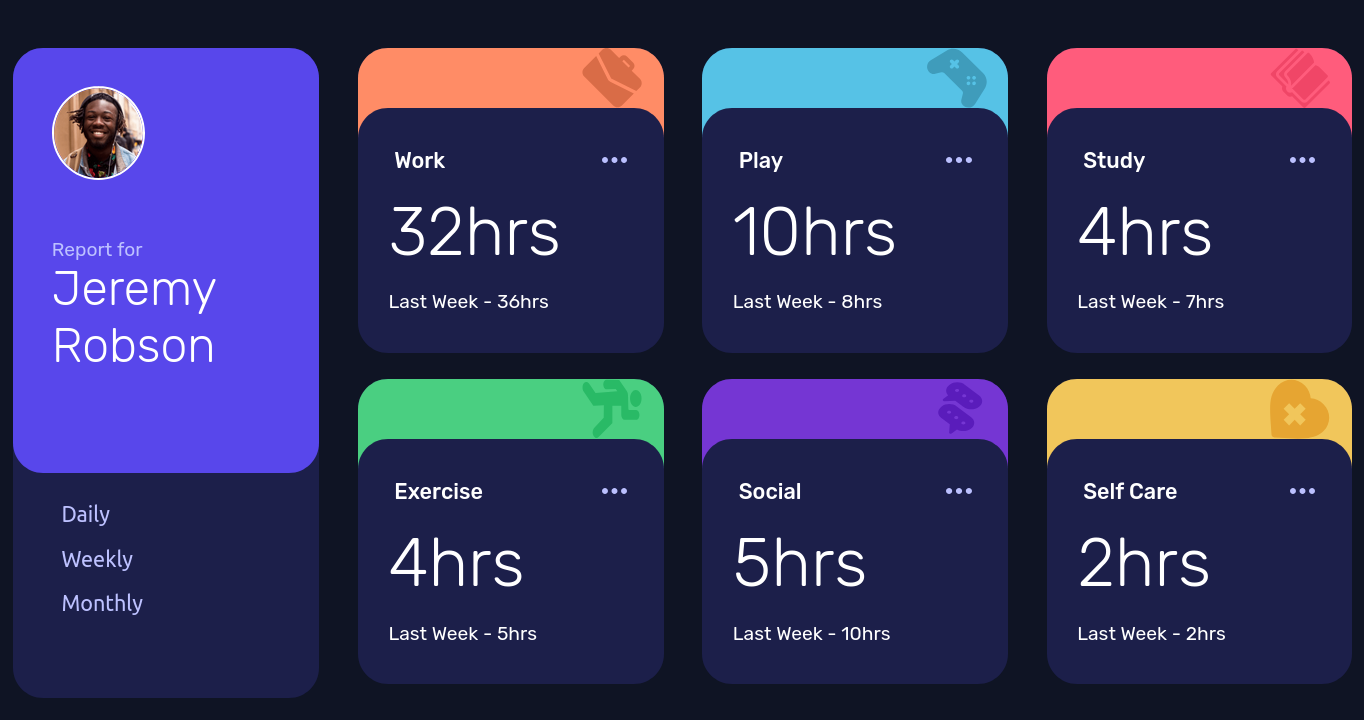 Report for
Jeremy
Robson
Daily
Weekly
Monthly
Work
32hrs
Last Week - 36hrs
Play
10hrs
Last Week - 8hrs
Study
4hrs
Last Week - 7hrs
Exercise
4hrs
Last Week - 5hrs
Social
5hrs
Last Week - 10hrs
Self Care
2hrs
Last Week - 2hrs